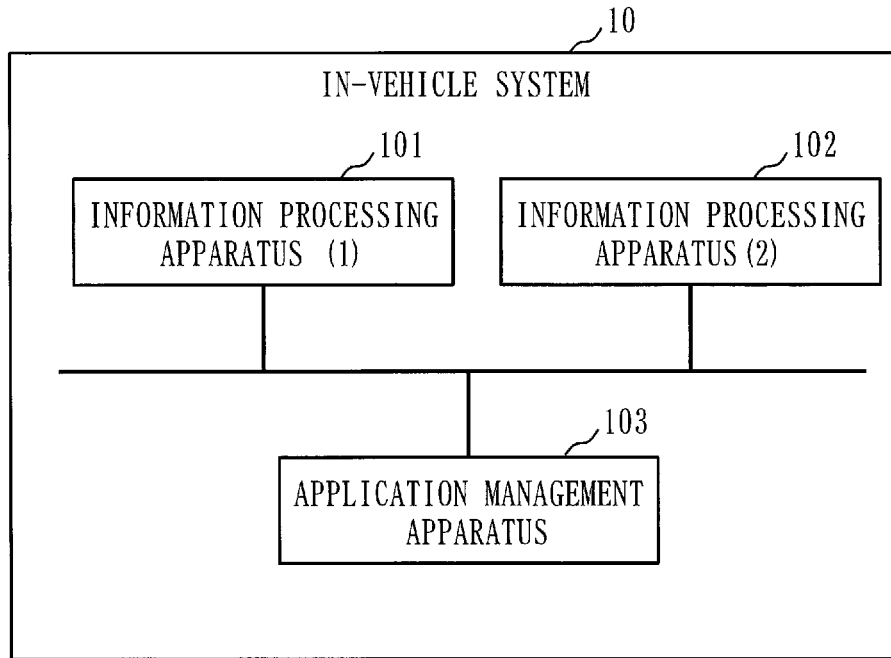 10
IN-VEHICLE SYSTEM
101
INFORMATION PROCESSING
APPARATUS (1)
102
INFORMATION PROCESSING
APPARATUS(2)
103
APPLICATION MANAGEMENT
APPARATUS